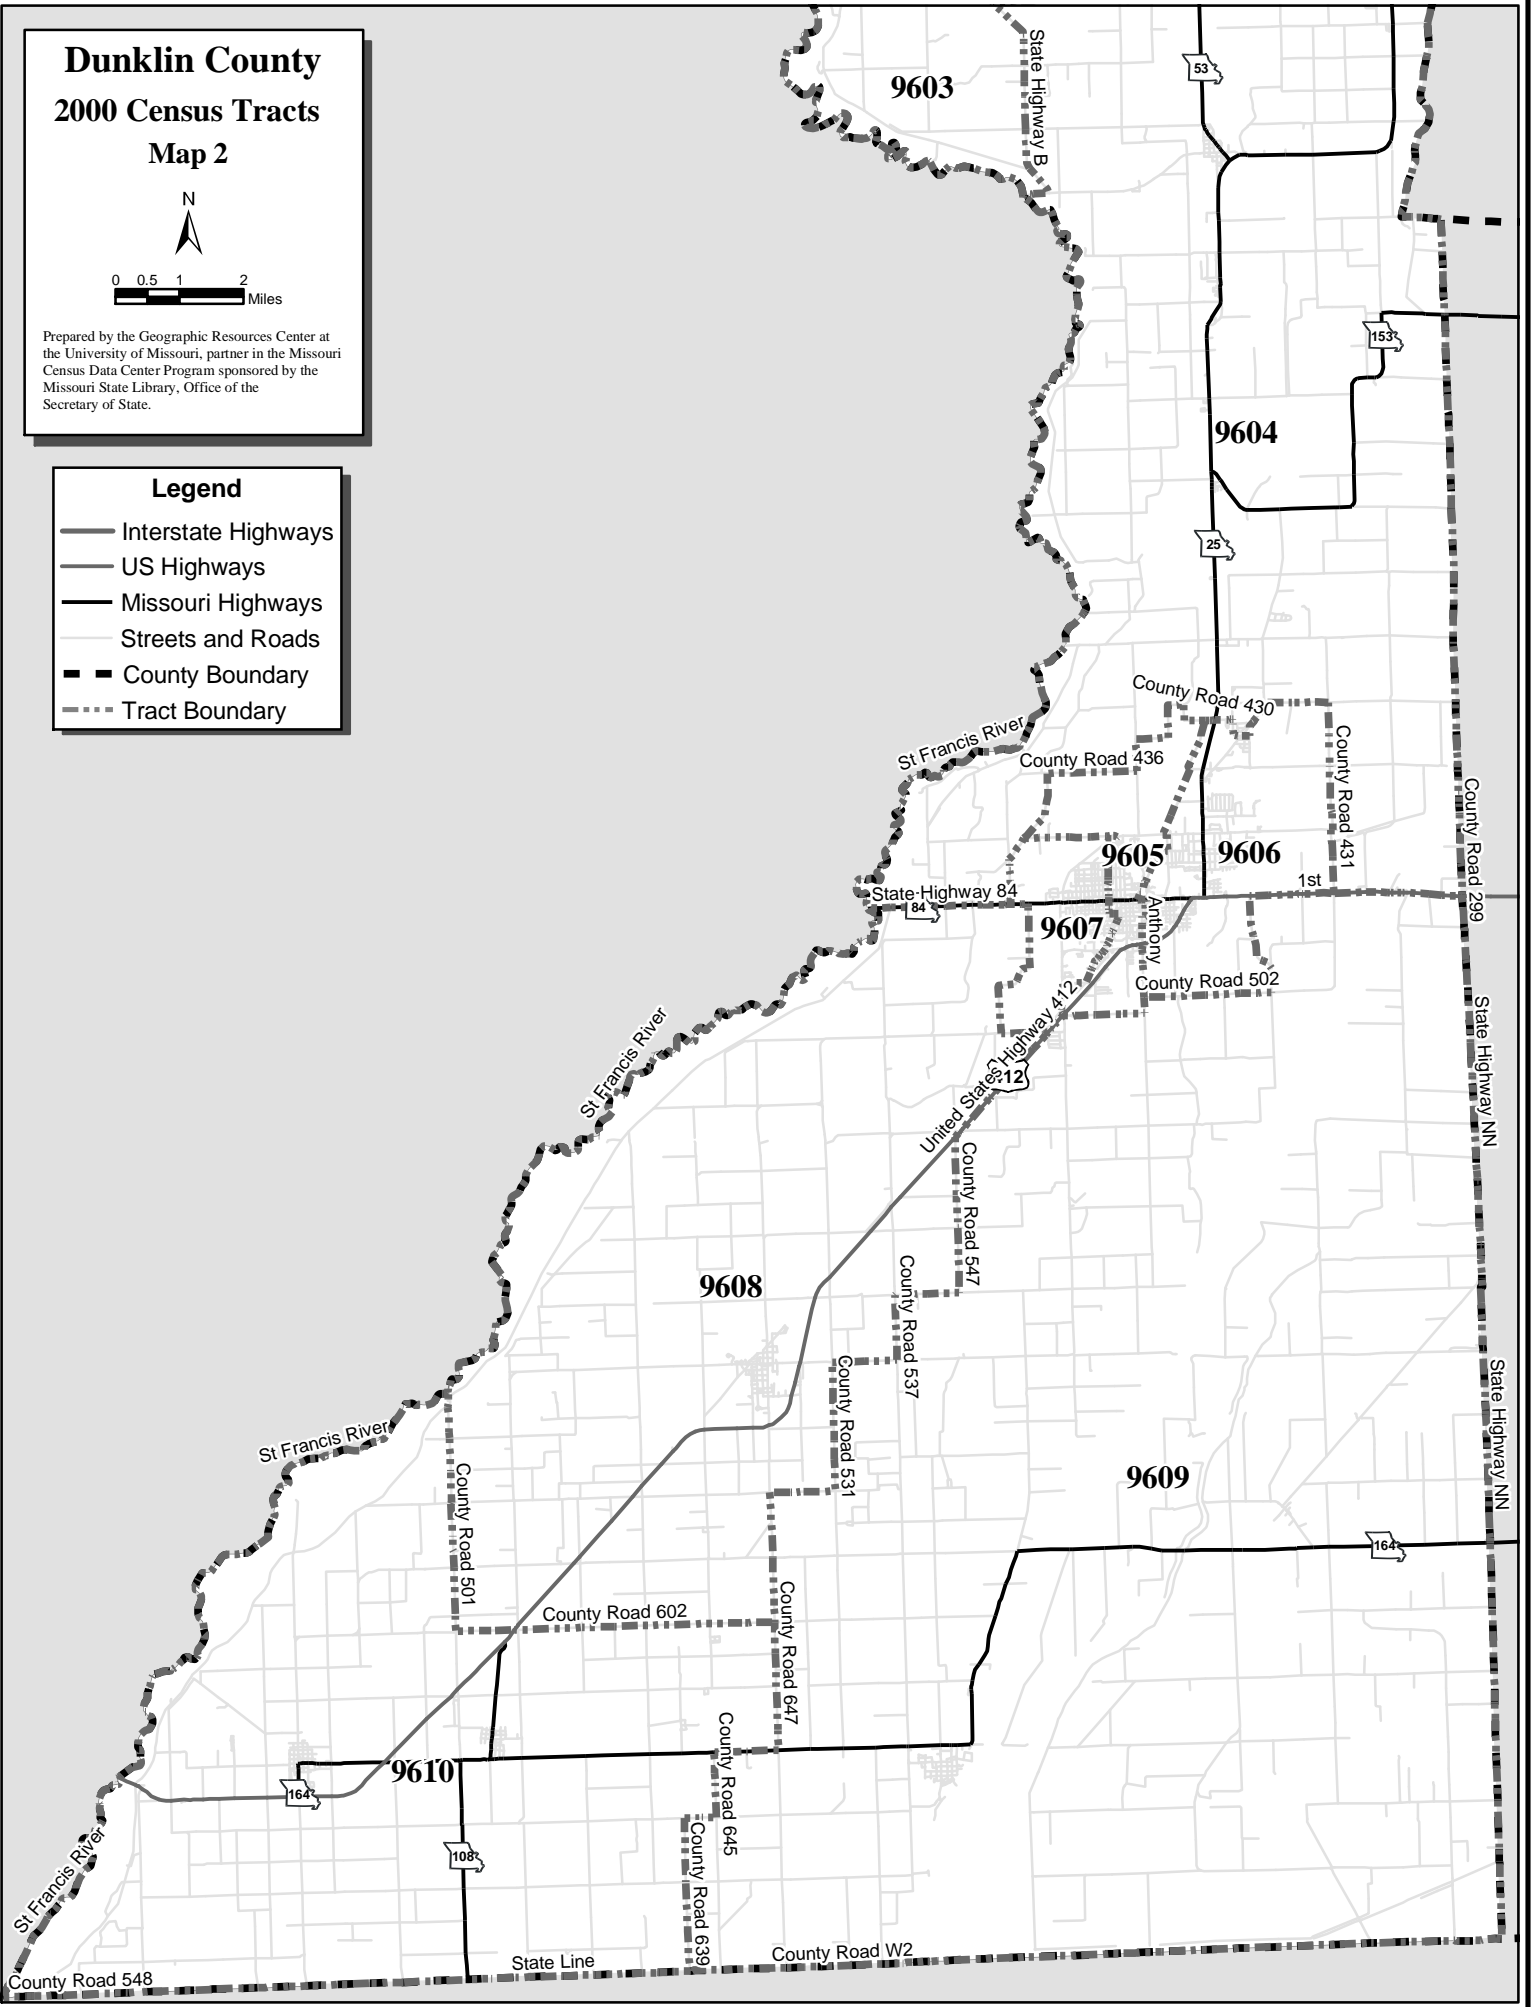 Dunklin County
2000 Census Tracts
Map 2
N
0 0.5 1 2
Miles
Prepared by the Geographic Resources Center at
the University of Missouri, partner in the Missouri
Census Data Center Program sponsored by the
Missouri State Library, Office of the
Secretary of State.
Legend
Interstate Highways
US Highways
Missouri Highways
Streets and Roads
County Boundary
Tract Boundary
9603
State Highway B
53
153
9604
25
County Road 430
St Francis River
County Road 436
County Road 431
County Road 299
9605
9606
1st
State Highway 84
84
9607
Anthony
County Road 502
United States Highway 412
12
State Highway NN
St Francis River
County Road 547
9608
County Road 537
County Road 531
State Highway NN
St Francis River
County Road 501
9609
164
County Road 602
County Road 647
County Road 645
9610
164
108
County Road 639
St Francis River
State Line
County Road W2
County Road 548